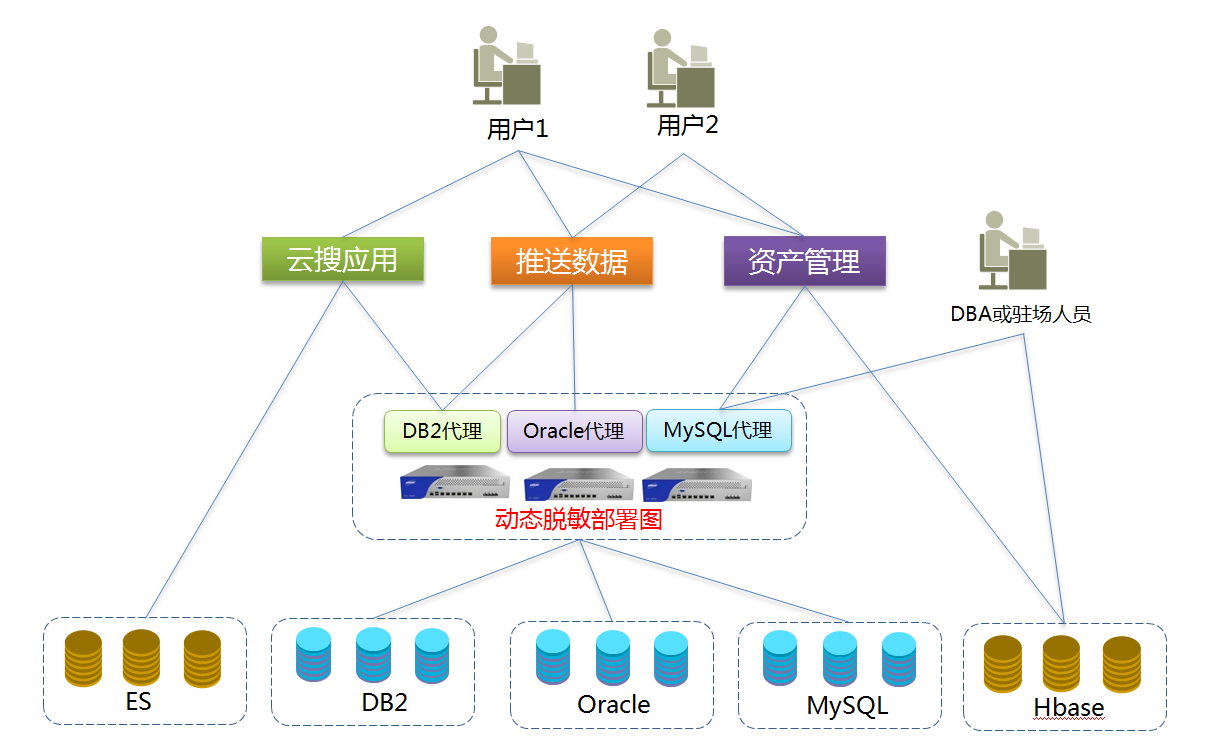 用户1
用户2
云搜应用
推送数据
资产管理
DBA或驻场人员
DB2代理
Oracle代理
MySQL代理
动态脱敏部署图
ES
DB2
Oracle
MySQL
Hbase